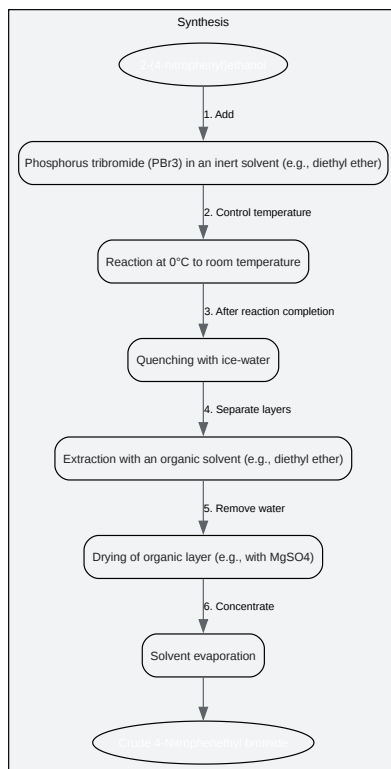 Synthesis
2-(4-nitrophenyl)ethanol
1. Add
Phosphorus tribromide (PBr3) in an inert solvent (e.g., diethyl ether)
2. Control temperature
Reaction at 0°C to room temperature
3. After reaction completion
Quenching with ice-water
4. Separate layers
Extraction with an organic solvent (e.g., diethyl ether)
5. Remove water
Drying of organic layer (e.g., with MgSO4)
6. Concentrate
Solvent evaporation
Crude 4-Nitrophenethyl bromide